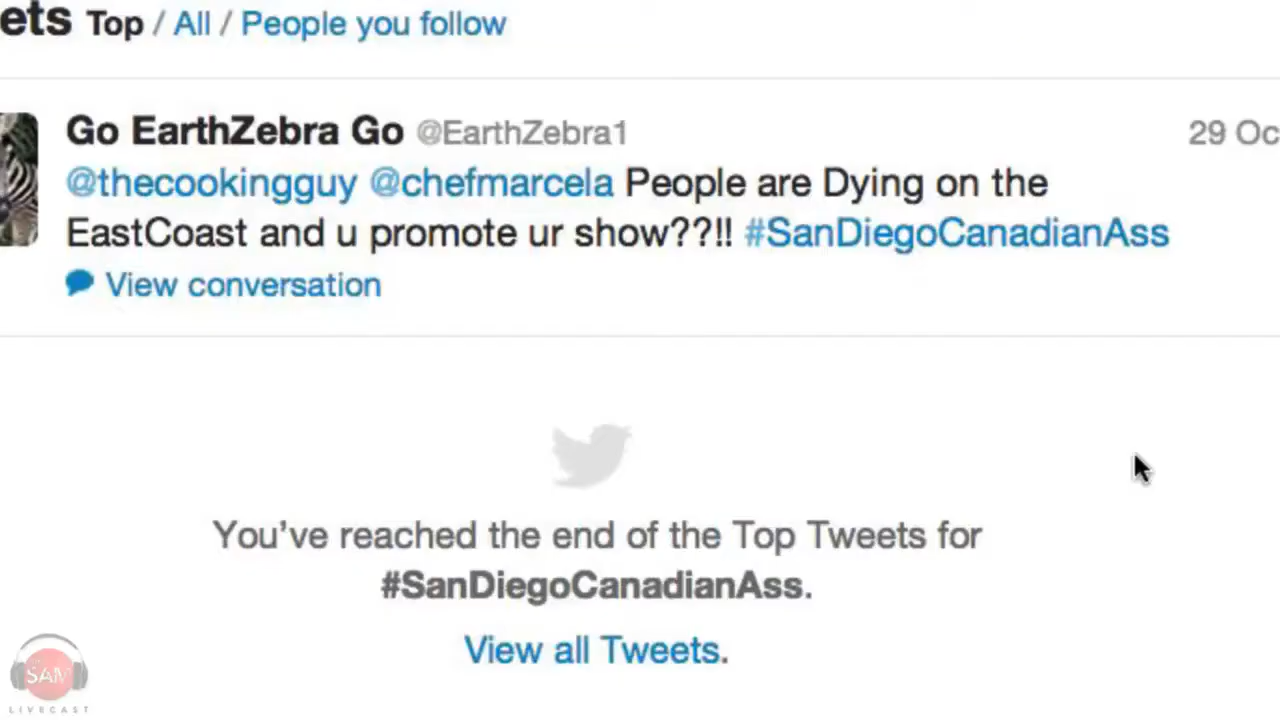 ets Top / All / People you follow
Go EarthZebra Go @EarthZebra1 29 Oc
@thecookingguy @chefmarcela People are Dying on the
EastCoast and u promote ur show??!! #SanDiegoCanadianAss
View conversation
You've reached the end of the Top Tweets for
#SanDiegoCanadianAss.
View all Tweets.
SAM
LIVECAST